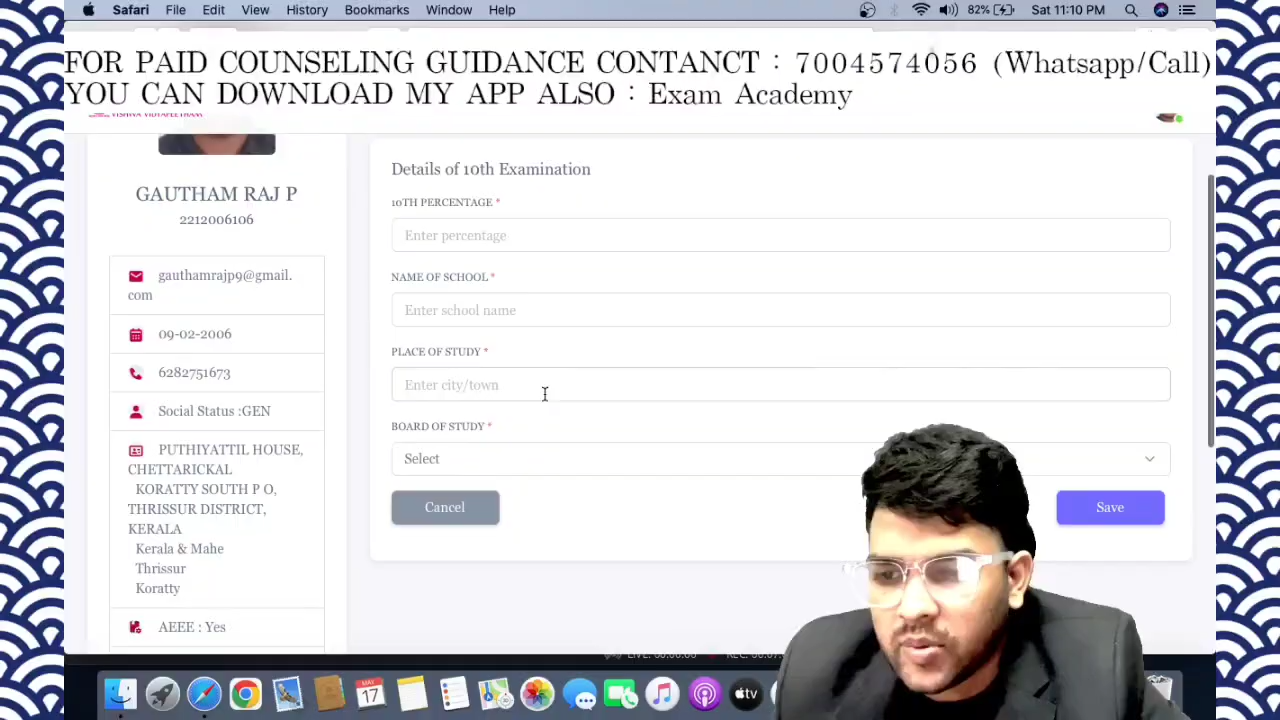 Safari File Edit View History Bookmarks Window Help 82% Sat 11:10 PM
FOR PAID COUNSELING GUIDANCE CONTANCT : 7004574056 (Whatsapp/Call)
YOU CAN DOWNLOAD MY APP ALSO : Exam Academy
VISHWA VIDYAPEETHAM
GAUTHAM RAJ P
2212006106
gauthamrajp9@gmail.
com
09-02-2006
6282751673
Social Status :GEN
PUTHIYATTIL HOUSE,
CHETTARICKAL
KORATTY SOUTH P O,
THRISSUR DISTRICT,
KERALA
Kerala & Mahe
Thrissur
Koratty
AEEE : Yes
Details of 10th Examination
10TH PERCENTAGE *
Enter percentage
NAME OF SCHOOL *
Enter school name
PLACE OF STUDY *
Enter city/town
BOARD OF STUDY *
Select
Cancel
Save
MAY
17
tv